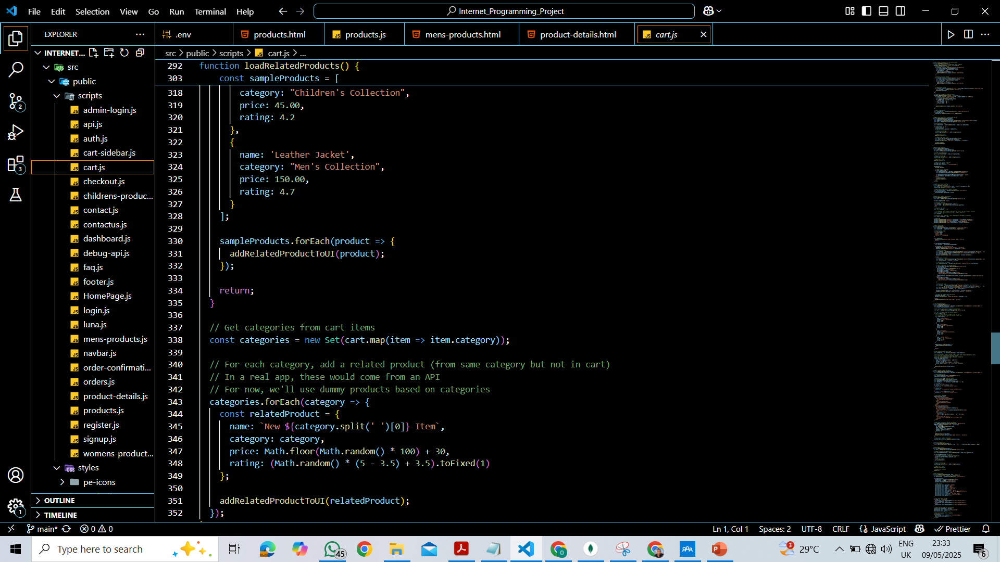 File Edit Selection View Go Run Terminal Help
Internet_Programming_Project
EXPLORER
.env
products.html
products.js
mens-products.html
product-details.html
cart.js
INTERNET...
src > public > scripts > cart.js > ...
src
public
scripts
admin-login.js
api.js
auth.js
cart-sidebar.js
cart.js
checkout.js
childrens-produc...
contact.js
contactus.js
dashboard.js
debug-api.js
faq.js
footer.js
HomePage.js
login.js
luna.js
mens-products.js
navbar.js
order-confirmati...
orders.js
product-details.js
products.js
register.js
signup.js
womens-product...
styles
pe-icons
OUTLINE
TIMELINE
2
3
1
292 function loadRelatedProducts() {
303 const sampleProducts = [
318 category: "Children's Collection",
319 price: 45.00,
320 rating: 4.2
321 },
322 {
323 name: 'Leather Jacket',
324 category: "Men's Collection",
325 price: 150.00,
326 rating: 4.7
327 }
328 ];
329
330 sampleProducts.forEach(product => {
331 addRelatedProductToUI(product);
332 });
333
334 return;
335 }
336
337 // Get categories from cart items
338 const categories = new Set(cart.map(item => item.category));
339
340 // For each category, add a related product (from same category but not in cart)
341 // In a real app, these would come from an API
342 // For now, we'll use dummy products based on categories
343 categories.forEach(category => {
344 const relatedProduct = {
345 name: `New ${category.split(' ')[0]} Item`,
346 category: category,
347 price: Math.floor(Math.random() * 100) + 30,
348 rating: (Math.random() * (5 - 3.5) + 3.5).toFixed(1)
349 };
350
351 addRelatedProductToUI(relatedProduct);
352 });
main* 0 0
Ln 1, Col 1 Spaces: 2 UTF-8 CRLF JavaScript Prettier
Type here to search
45
3
29°C
ENG
UK
23:33
09/05/2025
6